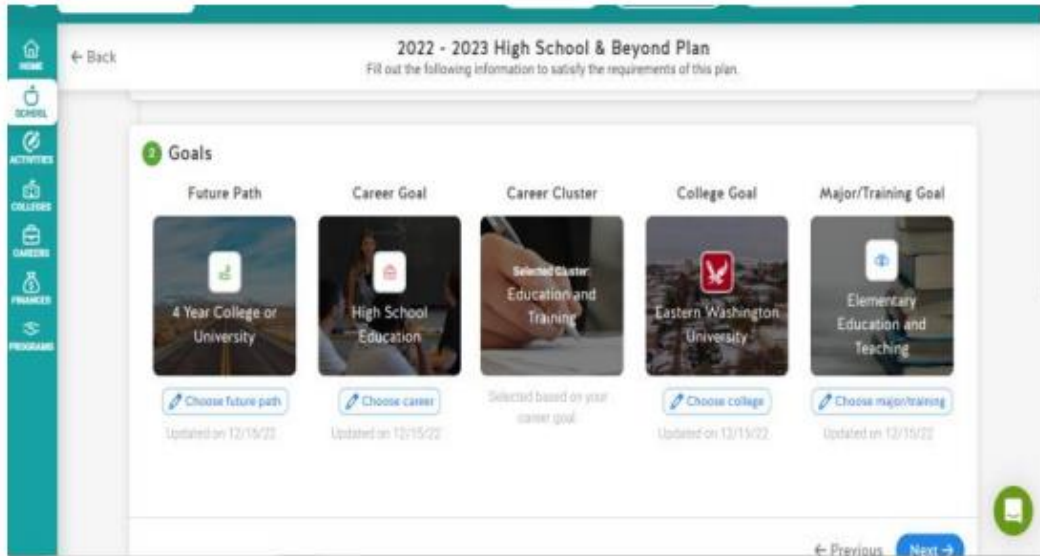 ← Back
2022 - 2023 High School & Beyond Plan
Fill out the following information to satisfy the requirements of this plan.
HOME
SCHOOL
ACTIVITIES
COLLEGES
CAREERS
FINANCES
PROGRAMS
2 Goals
Future Path
Career Goal
Career Cluster
College Goal
Major/Training Goal
4 Year College or
University
High School
Education
Selected Cluster:
Education and
Training
Eastern Washington
University
Elementary
Education and
Teaching
Choose future path
Choose career
Selected based on your
career goal.
Choose college
Choose major/training
Updated on 12/15/22
Updated on 12/15/22
Updated on 12/15/22
Updated on 12/15/22
← Previous
Next →